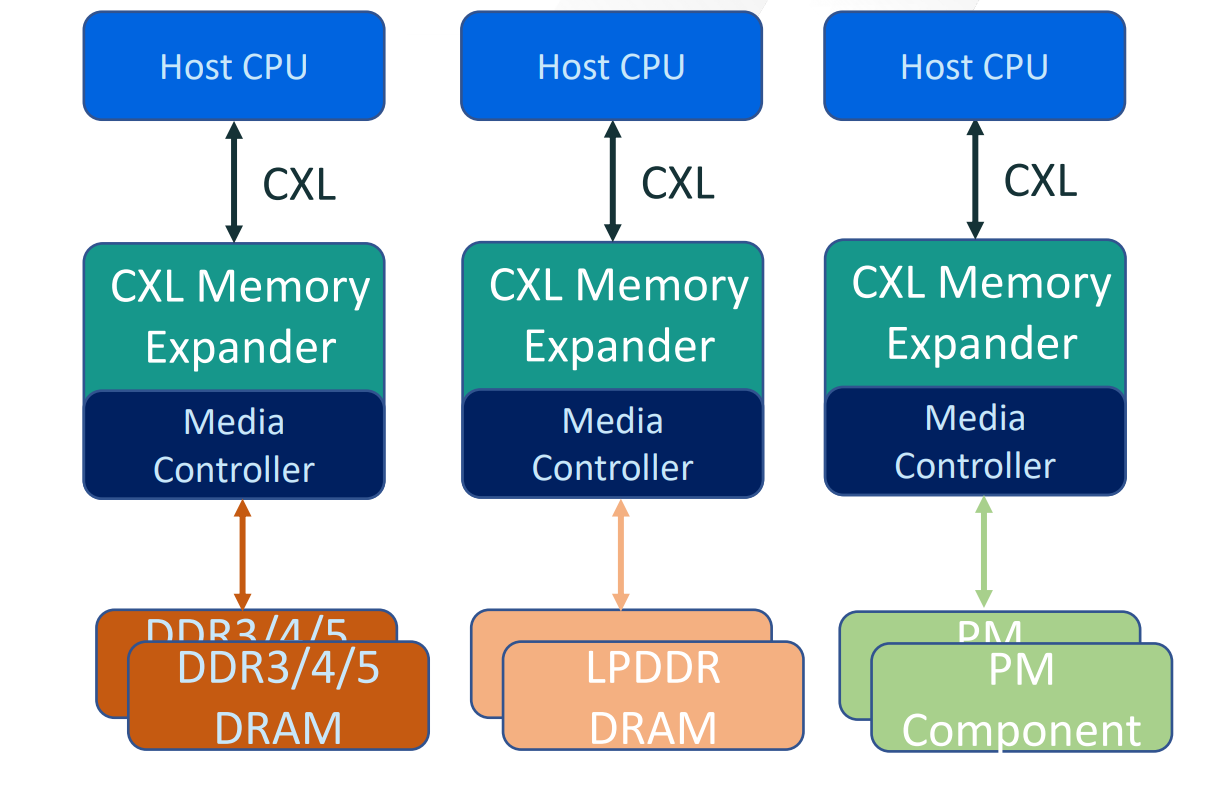 Host CPU
Host CPU
Host CPU
CXL
CXL
CXL
CXL Memory
Expander
CXL Memory
Expander
CXL Memory
Expander
Media
Controller
Media
Controller
Media
Controller
DDR3/4/5
DDR3/4/5
DRAM
LPDDR
DRAM
PM
PM
Component